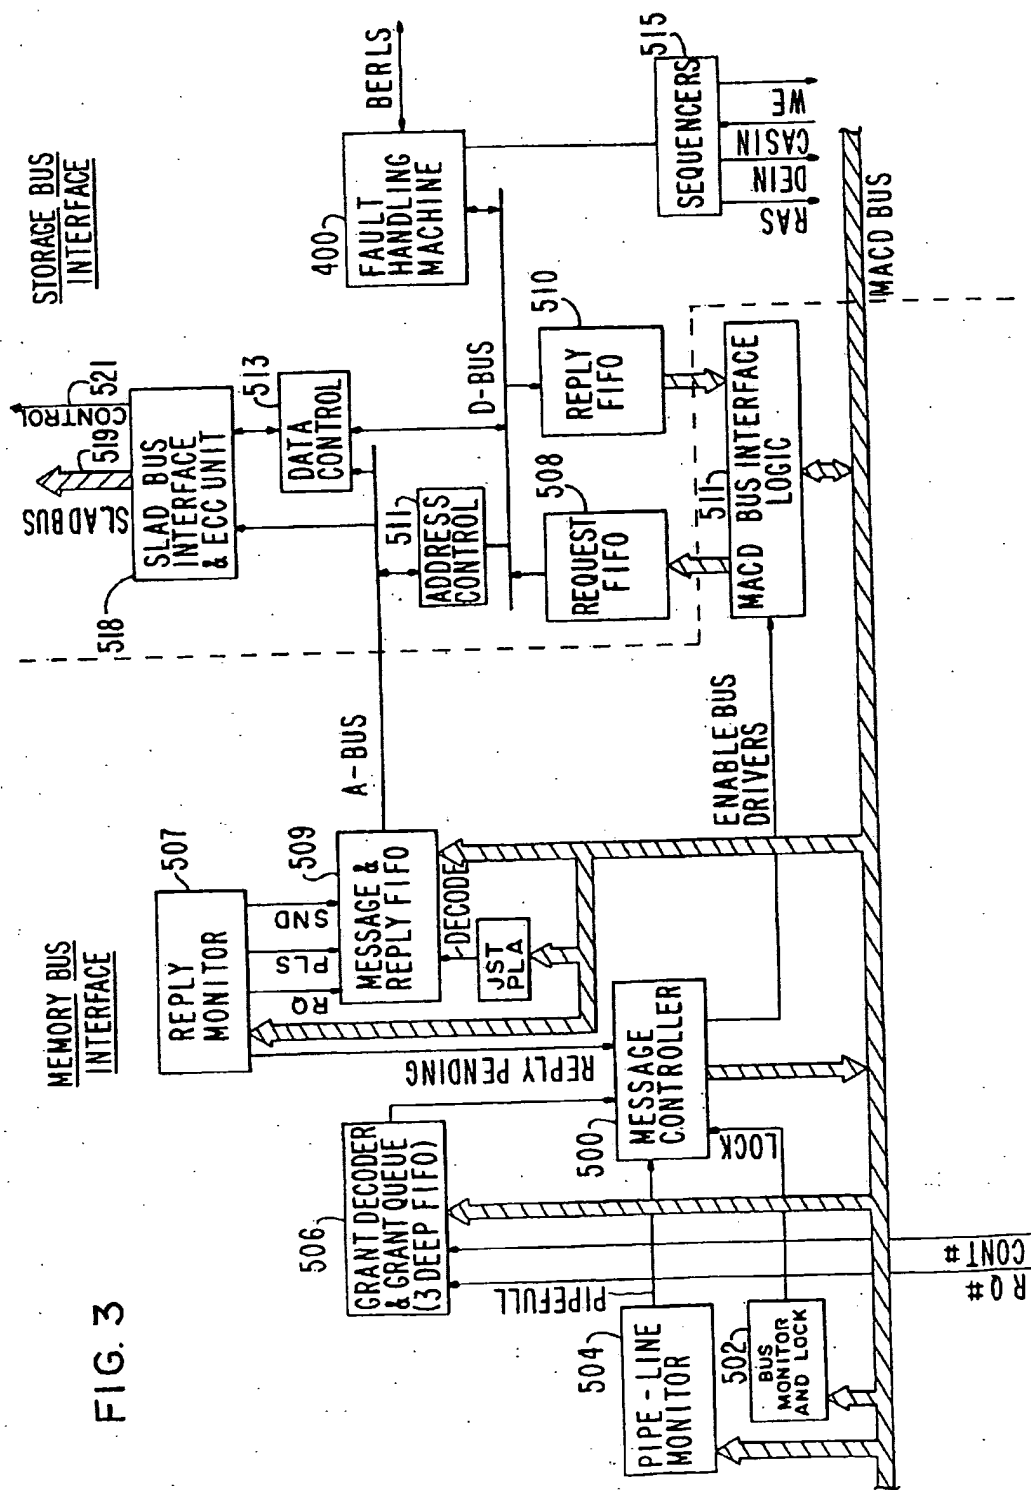 FIG. 3
MEMORY BUS
INTERFACE
STORAGE BUS
INTERFACE
507
REPLY
MONITOR
RQ
PLS
SND
509
MESSAGE &
REPLY FIFO
DECODE
JST
PLA
A-BUS
506
GRANT DECODER
& GRANT QUEUE
(3 DEEP FIFO)
REPLY PENDING
500
MESSAGE
CONTROLLER
LOCK
PIPEFULL
504
PIPE-LINE
MONITOR
502
BUS
MONITOR
AND LOCK
RQ#
CONT#
ENABLE BUS
DRIVERS
SLAD BUS
519
CONTROL
521
518
SLAD BUS
INTERFACE
& ECC UNIT
513
DATA
CONTROL
511
ADDRESS
CONTROL
D-BUS
508
REQUEST
FIFO
510
REPLY
FIFO
511
MACD BUS INTERFACE
LOGIC
MACD BUS
400
FAULT
HANDLING
MACHINE
BERLS
515
SEQUENCERS
RAS
DEIN
CASIN
WE